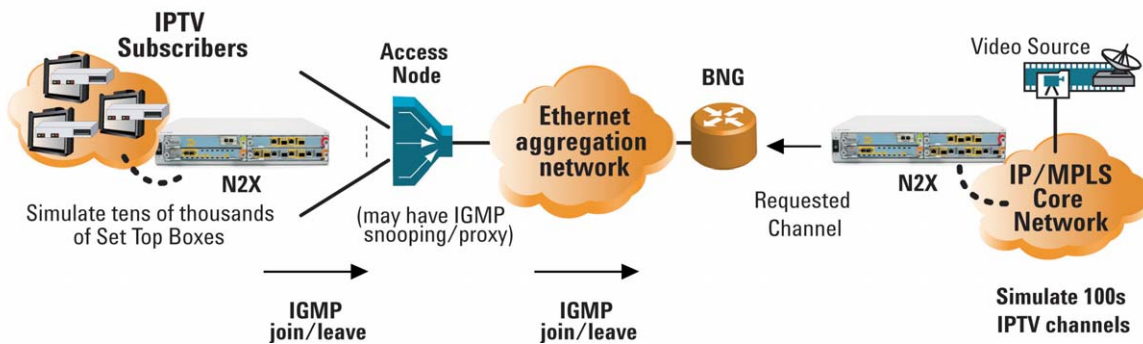 IPTV
Subscribers
N2X
Simulate tens of thousands
of Set Top Boxes
IGMP
join/leave
Access
Node
(may have IGMP
snooping/proxy)
Ethernet
aggregation
network
IGMP
join/leave
BNG
Requested
Channel
Video Source
N2X
IP/MPLS
Core
Network
Simulate 100s
IPTV channels